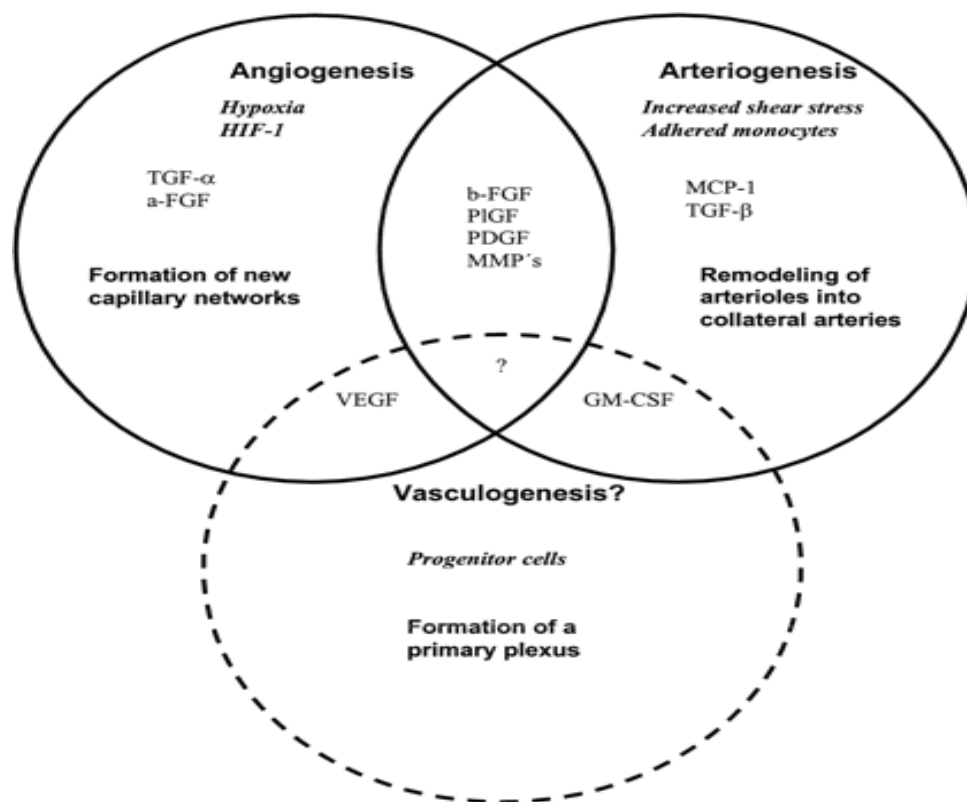 Angiogenesis
Hypoxia
HIF-1
TGF-α
a-FGF
Formation of new
capillary networks
b-FGF
PlGF
PDGF
MMP´s
Arteriogenesis
Increased shear stress
Adhered monocytes
MCP-1
TGF-β
Remodeling of
arterioles into
collateral arteries
?
VEGF
GM-CSF
Vasculogenesis?
Progenitor cells
Formation of a
primary plexus